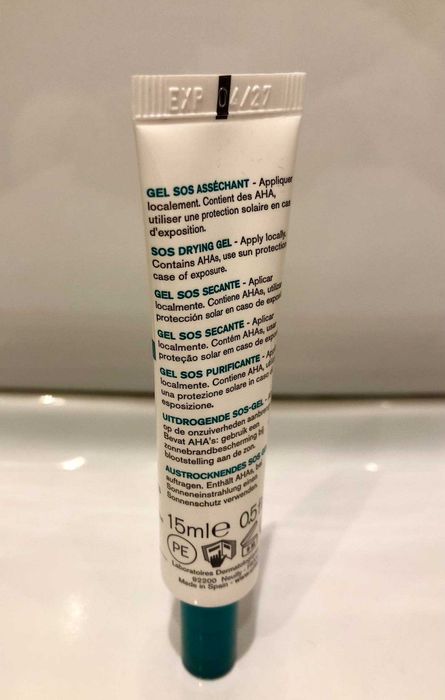 EXP 04/27
GEL SOS ASSÉCHANT - Appliquer
localement. Contient des AHA,
utiliser une protection solaire en cas
d'exposition.
SOS DRYING GEL - Apply locally.
Contains AHAs, use sun protection
case of exposure.
GEL SOS SECANTE - Aplicar
localmente. Contiene AHAs, utilizar
protección solar en caso de
GEL SOS SECANTE - Aplicar
localmente. Contém AHAs, usar
proteção solar em caso de
GEL SOS PURIFICANTE -
localmente. Contiene AHA,
una protezione solare in caso
esposizione.
UITDROGENDE SOS-GEL -
op de onzuiverheden
Bevat AHA's: gebruik een
zonnebrandbescherming bij
blootstelling aan de zon.
AUSTROCKNENDES SOS
auftragen. Enthält AHAs,
Sonneneinstrahlung einen
Sonnenschutz verwenden.
15ml e 0.5
PE
Laboratoires
92200 Neuilly
Made in Spain